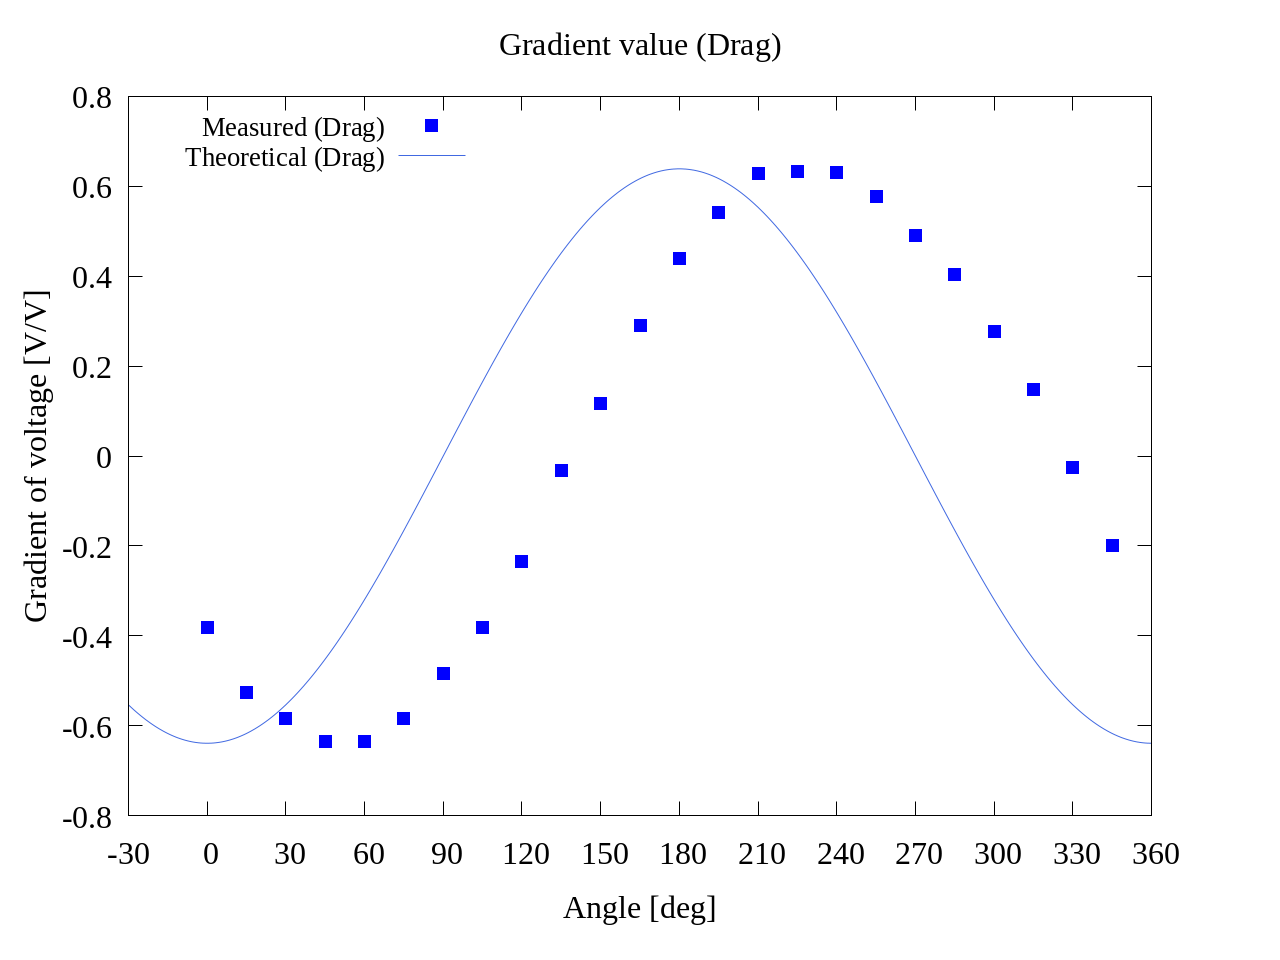 Gradient value (Drag)
Measured (Drag)
Theoretical (Drag)
0.8
0.6
0.4
0.2
0
-0.2
-0.4
-0.6
-0.8
Gradient of voltage [V/V]
-30 0 30 60 90 120 150 180 210 240 270 300 330 360
Angle [deg]